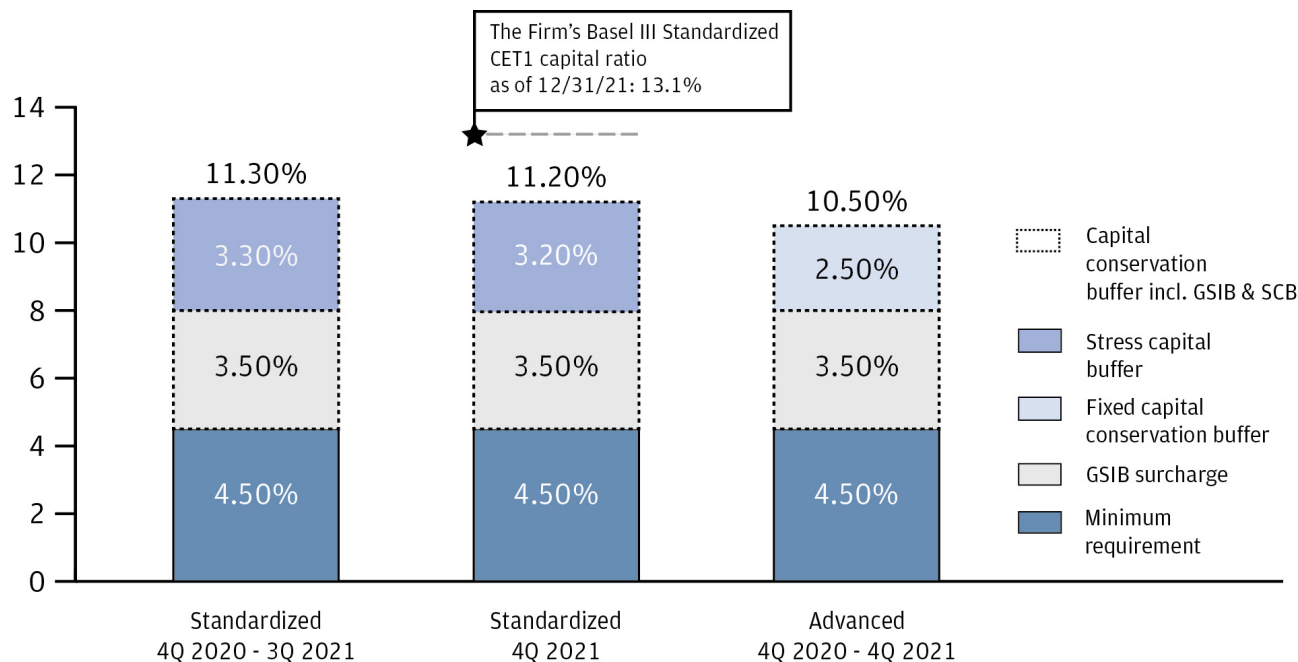 The Firm's Basel III Standardized
CET1 capital ratio
as of 12/31/21: 13.1%
14
12
10
8
6
4
2
0
11.30%
3.30%
3.50%
4.50%
11.20%
3.20%
3.50%
4.50%
10.50%
2.50%
3.50%
4.50%
Standardized
4Q 2020 - 3Q 2021
Standardized
4Q 2021
Advanced
4Q 2020 - 4Q 2021
Capital
conservation
buffer incl. GSIB & SCB
Stress capital
buffer
Fixed capital
conservation buffer
GSIB surcharge
Minimum
requirement